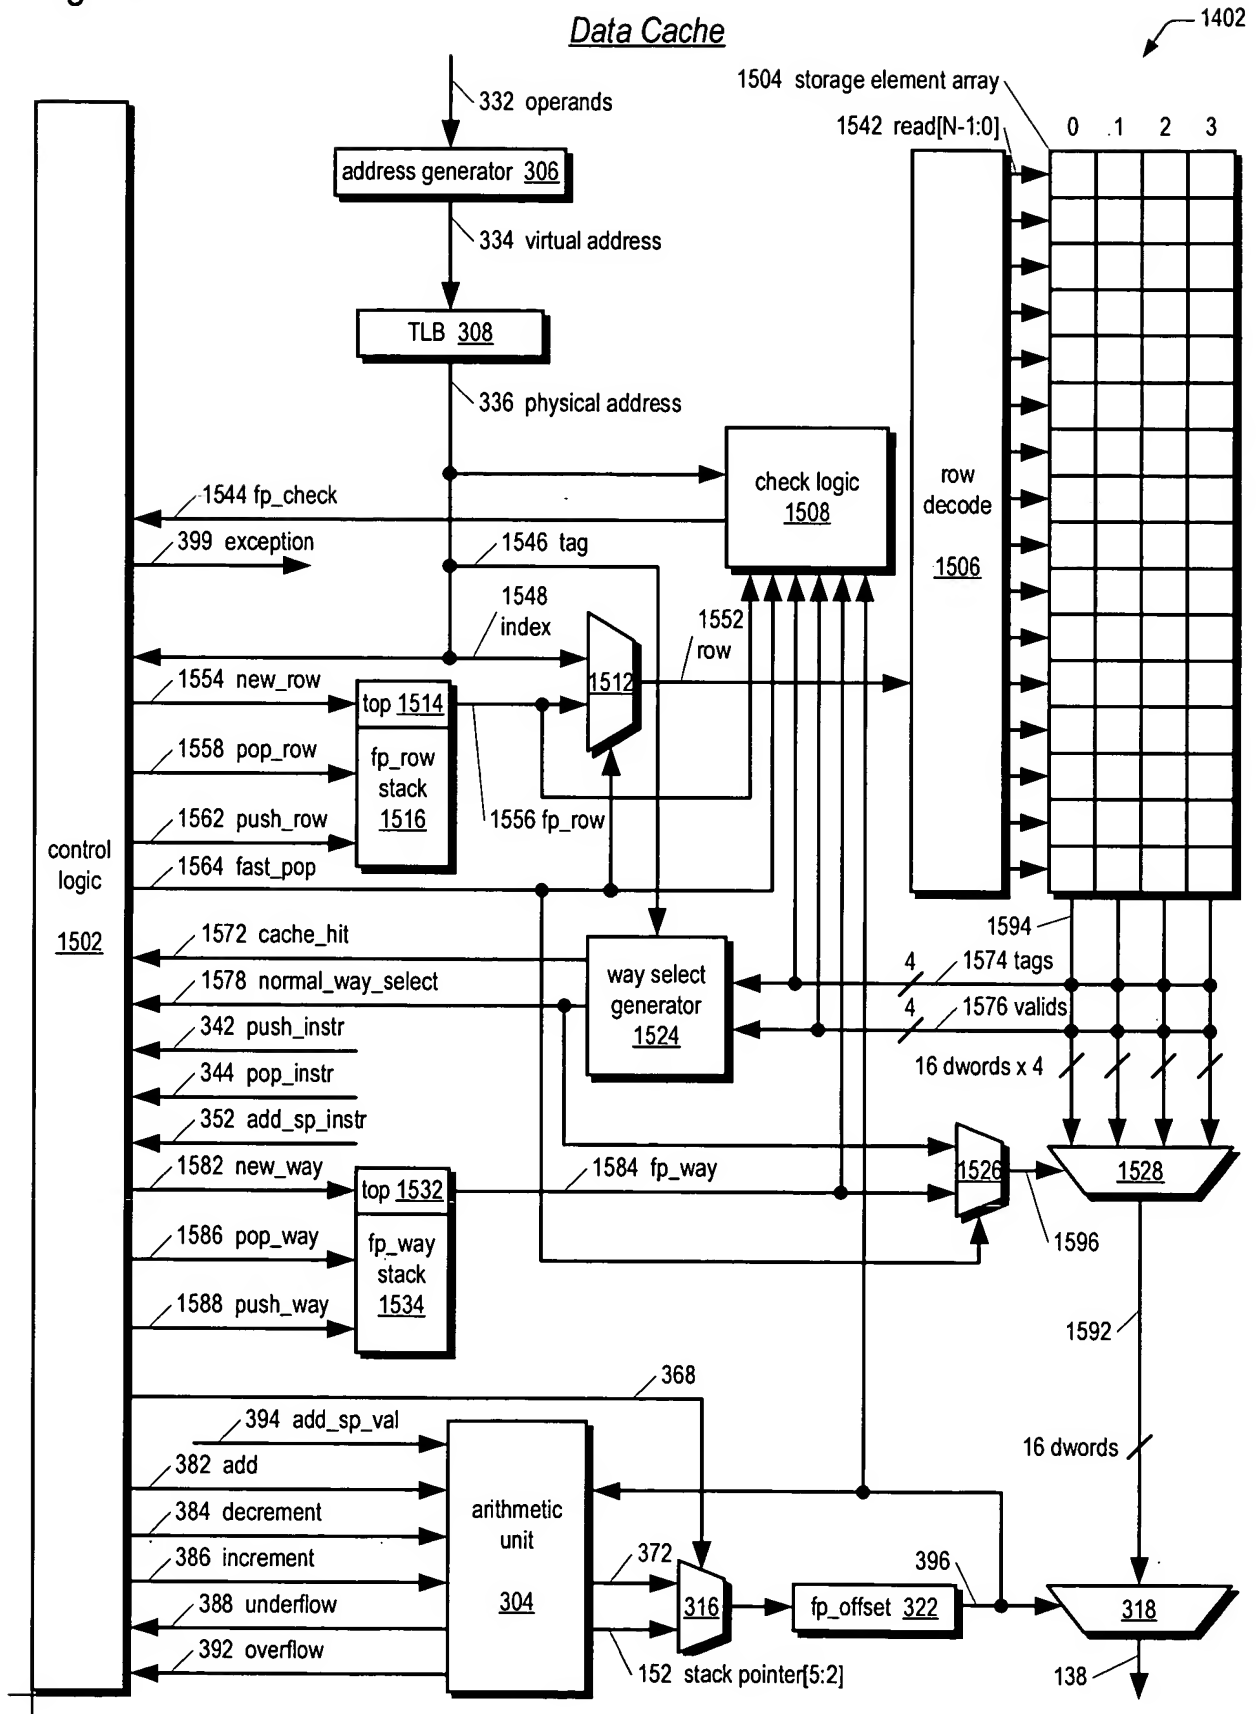 Data Cache
1402
1504 storage element array
332 operands
1542 read[N-1:0]
0 1 2 3
address generator 306
334 virtual address
TLB 308
336 physical address
check logic
1508
row
decode
1506
1544 fp_check
399 exception
1546 tag
1548
index
1552
row
1512
1554 new_row
top 1514
1558 pop_row
fp_row
stack
1516
1556 fp_row
1562 push_row
1564 fast_pop
control
logic
1502
1594
1572 cache_hit
way select
generator
1524
4
1574 tags
1578 normal_way_select
4
1576 valids
342 push_instr
16 dwords x 4
344 pop_instr
352 add_sp_instr
1582 new_way
top 1532
1584 fp_way
1526
1528
1586 pop_way
fp_way
stack
1534
1596
1588 push_way
1592
368
394 add_sp_val
16 dwords
382 add
arithmetic
unit
304
384 decrement
386 increment
372
396
388 underflow
316
fp_offset 322
318
392 overflow
152 stack pointer[5:2]
138